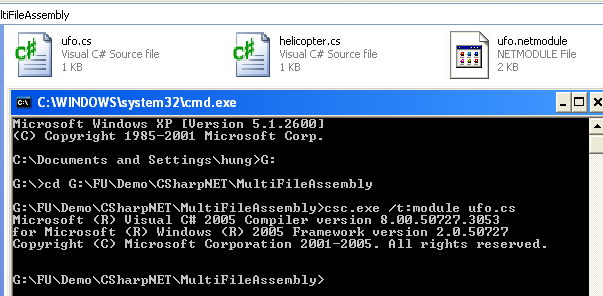 ltiFileAssembly
ufo.cs
Visual C# Source file
1 KB
helicopter.cs
Visual C# Source file
1 KB
ufo.netmodule
NETMODULE File
2 KB
C:\WINDOWS\system32\cmd.exe
Microsoft Windows XP [Version 5.1.2600]
(C) Copyright 1985-2001 Microsoft Corp.
C:\Documents and Settings\hung>G:
G:\>cd G:\FU\Demo\CSharpNET\MultiFileAssembly
G:\FU\Demo\CSharpNET\MultiFileAssembly>csc.exe /t:module ufo.cs
Microsoft (R) Visual C# 2005 Compiler version 8.00.50727.3053
for Microsoft (R) Windows (R) 2005 Framework version 2.0.50727
Copyright (C) Microsoft Corporation 2001-2005. All rights reserved.
G:\FU\Demo\CSharpNET\MultiFileAssembly>